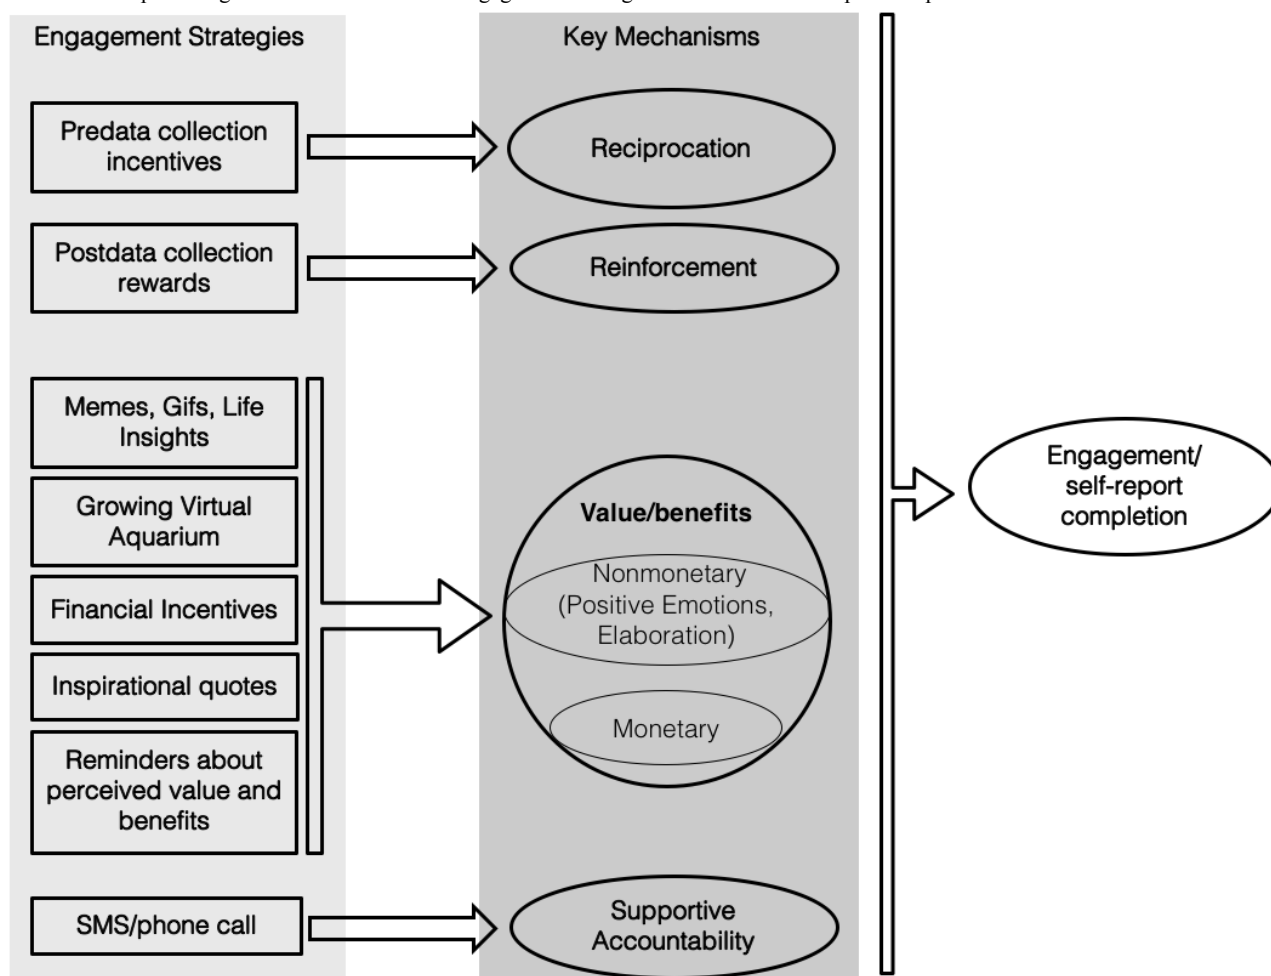 Engagement Strategies
Key Mechanisms
Predata collection
incentives
Reciprocation
Postdata collection
rewards
Reinforcement
Memes, Gifs, Life
Insights
Growing Virtual
Aquarium
Financial Incentives
Inspirational quotes
Reminders about
perceived value and
benefits
Value/benefits
Nonmonetary
(Positive Emotions,
Elaboration)
Monetary
Engagement/
self-report
completion
SMS/phone call
Supportive
Accountability